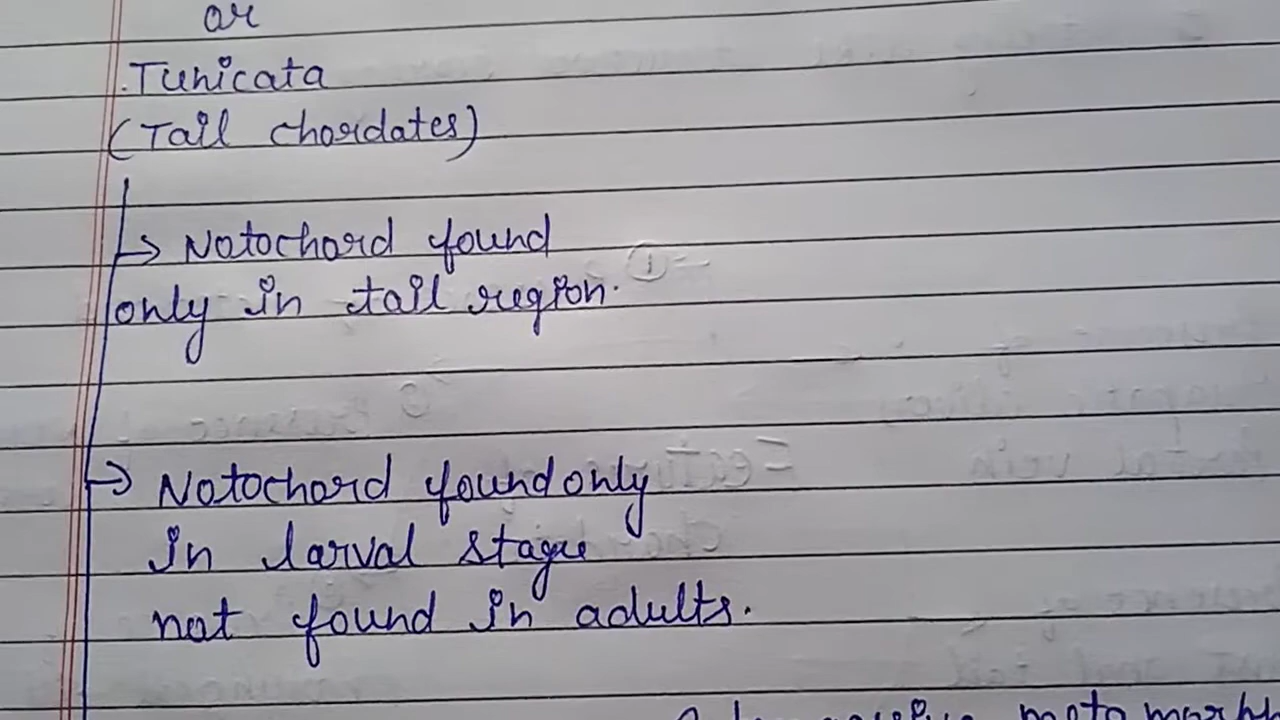 or
Tunicata
(Tail chordates)
→ Notochord found
only in tail region.
→ Notochord found only
in larval stage
not found in adults.